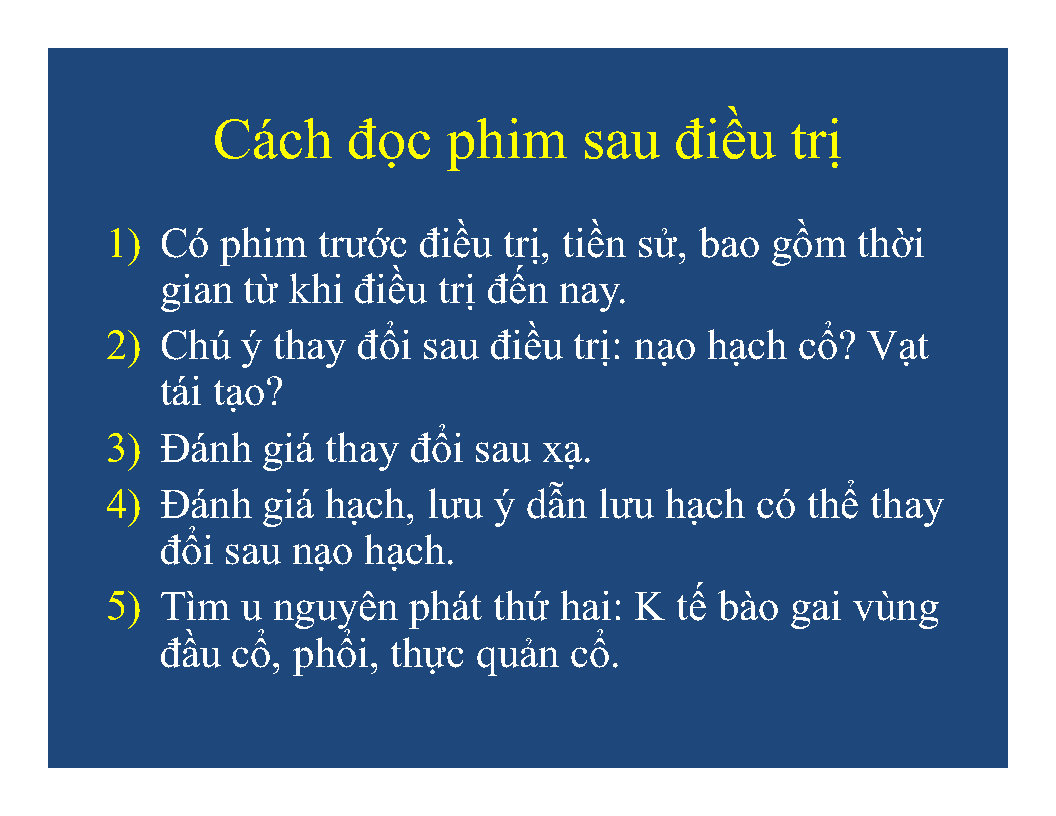 Cách đọc phim sau điều trị
1) Có phim trước điều trị, tiền sử, bao gồm thời
gian từ khi điều trị đến nay.
2) Chú ý thay đổi sau điều trị: nạo hạch cổ? Vạt
tái tạo?
3) Đánh giá thay đổi sau xạ.
4) Đánh giá hạch, lưu ý dẫn lưu hạch có thể thay
đổi sau nạo hạch.
5) Tìm u nguyên phát thứ hai: K tế bào gai vùng
đầu cổ, phổi, thực quản cổ.